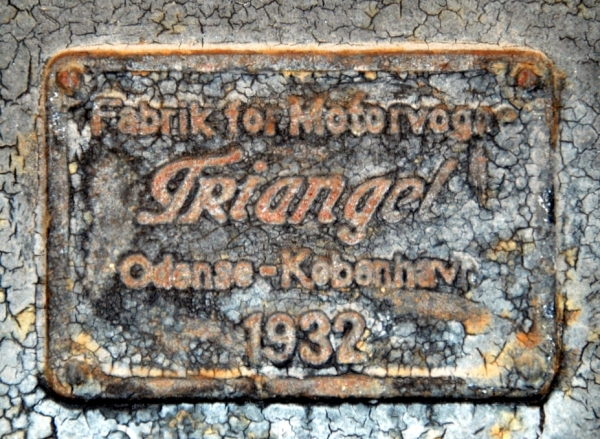 Fabrik for Motorvogne
Triangel
Odense-København
1932